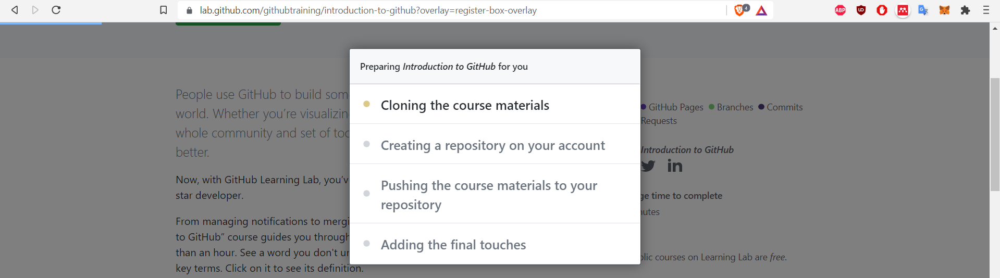 lab.github.com/githubtraining/introduction-to-github?overlay=register-box-overlay
4
ABP
UO
G
Preparing Introduction to GitHub for you
Cloning the course materials
Creating a repository on your account
Pushing the course materials to your
repository
Adding the final touches
People use GitHub to build som
world. Whether you’re visualizin
whole community and set of too
better.
Now, with GitHub Learning Lab, you’v
star developer.
From managing notifications to mergi
to GitHub” course guides you through
than an hour. See a word you don't un
key terms. Click on it to see its definition.
GitHub Pages Branches Commits
Requests
Introduction to GitHub
in
ge time to complete
nutes
blic courses on Learning Lab are free.